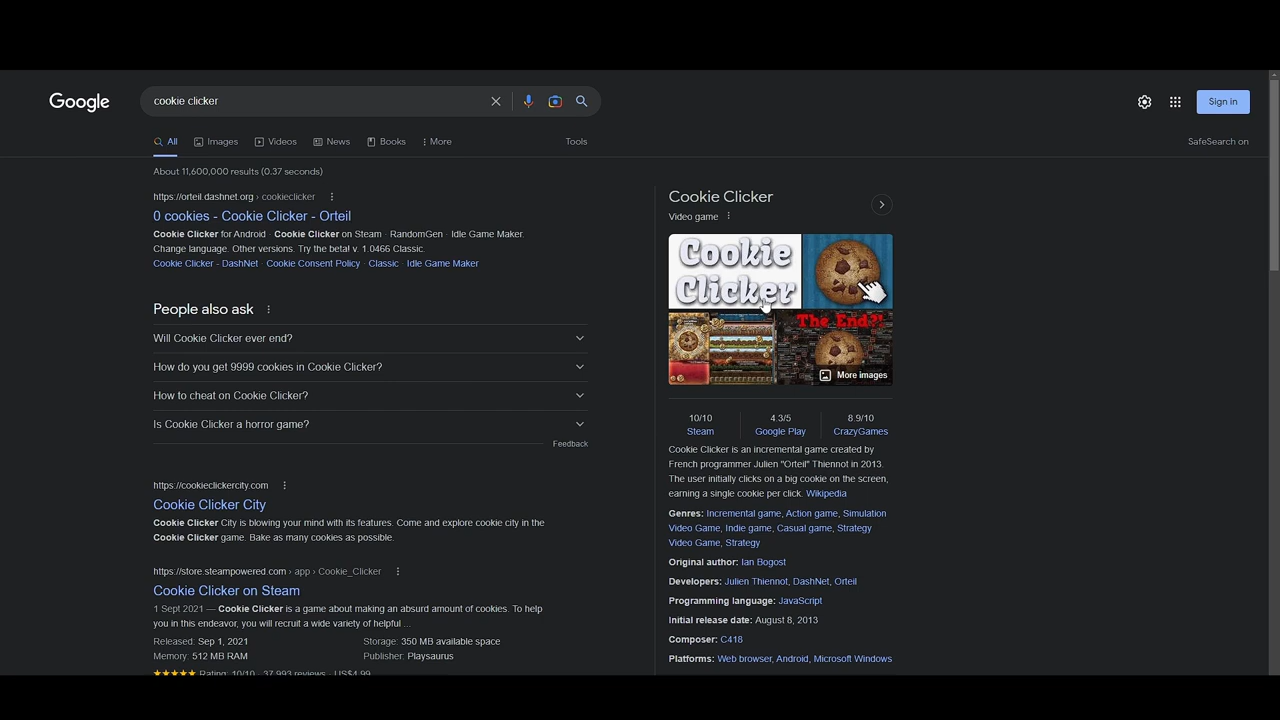 Google
cookie clicker
Sign in
All Images Videos News Books More Tools
SafeSearch on
About 11,600,000 results (0.37 seconds)
https://orteil.dashnet.org › cookieclicker
0 cookies - Cookie Clicker - Orteil
Cookie Clicker for Android · Cookie Clicker on Steam · RandomGen · Idle Game Maker.
Change language. Other versions. Try the beta! v. 1.0466 Classic.
Cookie Clicker - DashNet · Cookie Consent Policy · Classic · Idle Game Maker
People also ask
Will Cookie Clicker ever end?
How do you get 9999 cookies in Cookie Clicker?
How to cheat on Cookie Clicker?
Is Cookie Clicker a horror game?
Feedback
https://cookieclickercity.com
Cookie Clicker City
Cookie Clicker City is blowing your mind with its features. Come and explore cookie city in the
Cookie Clicker game. Bake as many cookies as possible.
https://store.steampowered.com › app › Cookie_Clicker
Cookie Clicker on Steam
1 Sept 2021 — Cookie Clicker is a game about making an absurd amount of cookies. To help
you in this endeavor, you will recruit a wide variety of helpful ...
Released: Sep 1, 2021 Storage: 350 MB available space
Memory: 512 MB RAM Publisher: Playsaurus
Rating: 10/10 · 37,993 reviews · US$4.99
Cookie Clicker
Video game
Cookie
Clicker
The End?!
More images
10/10 4.3/5 8.9/10
Steam Google Play CrazyGames
Cookie Clicker is an incremental game created by
French programmer Julien "Orteil" Thiennot in 2013.
The user initially clicks on a big cookie on the screen,
earning a single cookie per click. Wikipedia
Genres: Incremental game, Action game, Simulation
Video Game, Indie game, Casual game, Strategy
Video Game, Strategy
Original author: Ian Bogost
Developers: Julien Thiennot, DashNet, Orteil
Programming language: JavaScript
Initial release date: August 8, 2013
Composer: C418
Platforms: Web browser, Android, Microsoft Windows